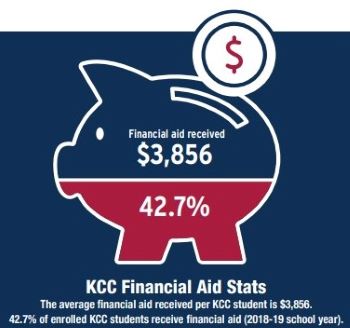 $
Financial aid received
$3,856
42.7%
KCC Financial Aid Stats
The average financial aid received per KCC student is $3,856.
42.7% of enrolled KCC students receive financial aid (2018-19 school year).